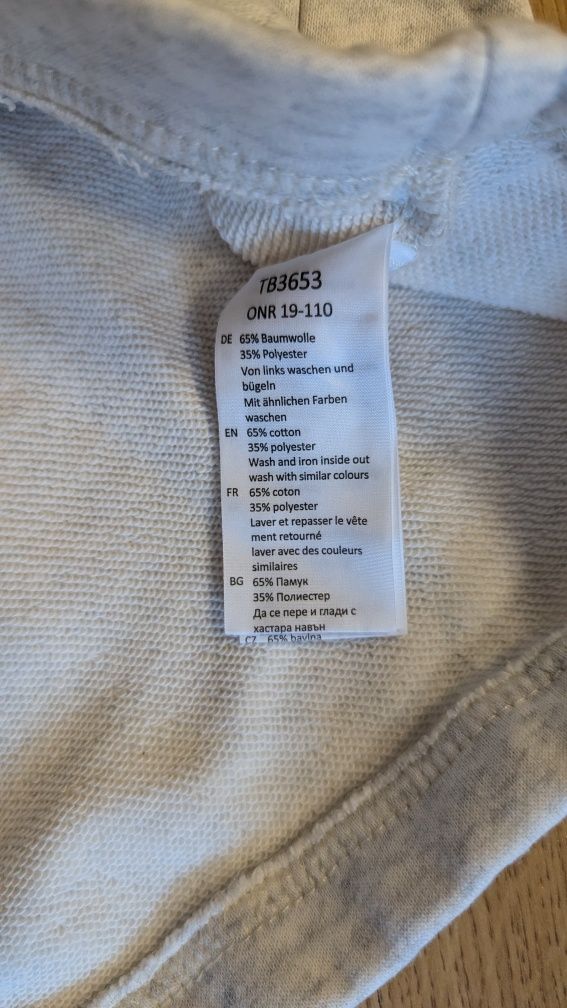 TB3653
ONR 19-110
DE 65% Baumwolle
35% Polyester
Von links waschen und
bügeln
Mit ähnlichen Farben
waschen
EN 65% cotton
35% polyester
Wash and iron inside out
wash with similar colours
FR 65% coton
35% polyester
Laver et repasser le vête
ment retourné
laver avec des couleurs
similaires
BG 65% Памук
35% Полиестер
Да се пере и глади с
хастара навън
CZ 65% bavlna